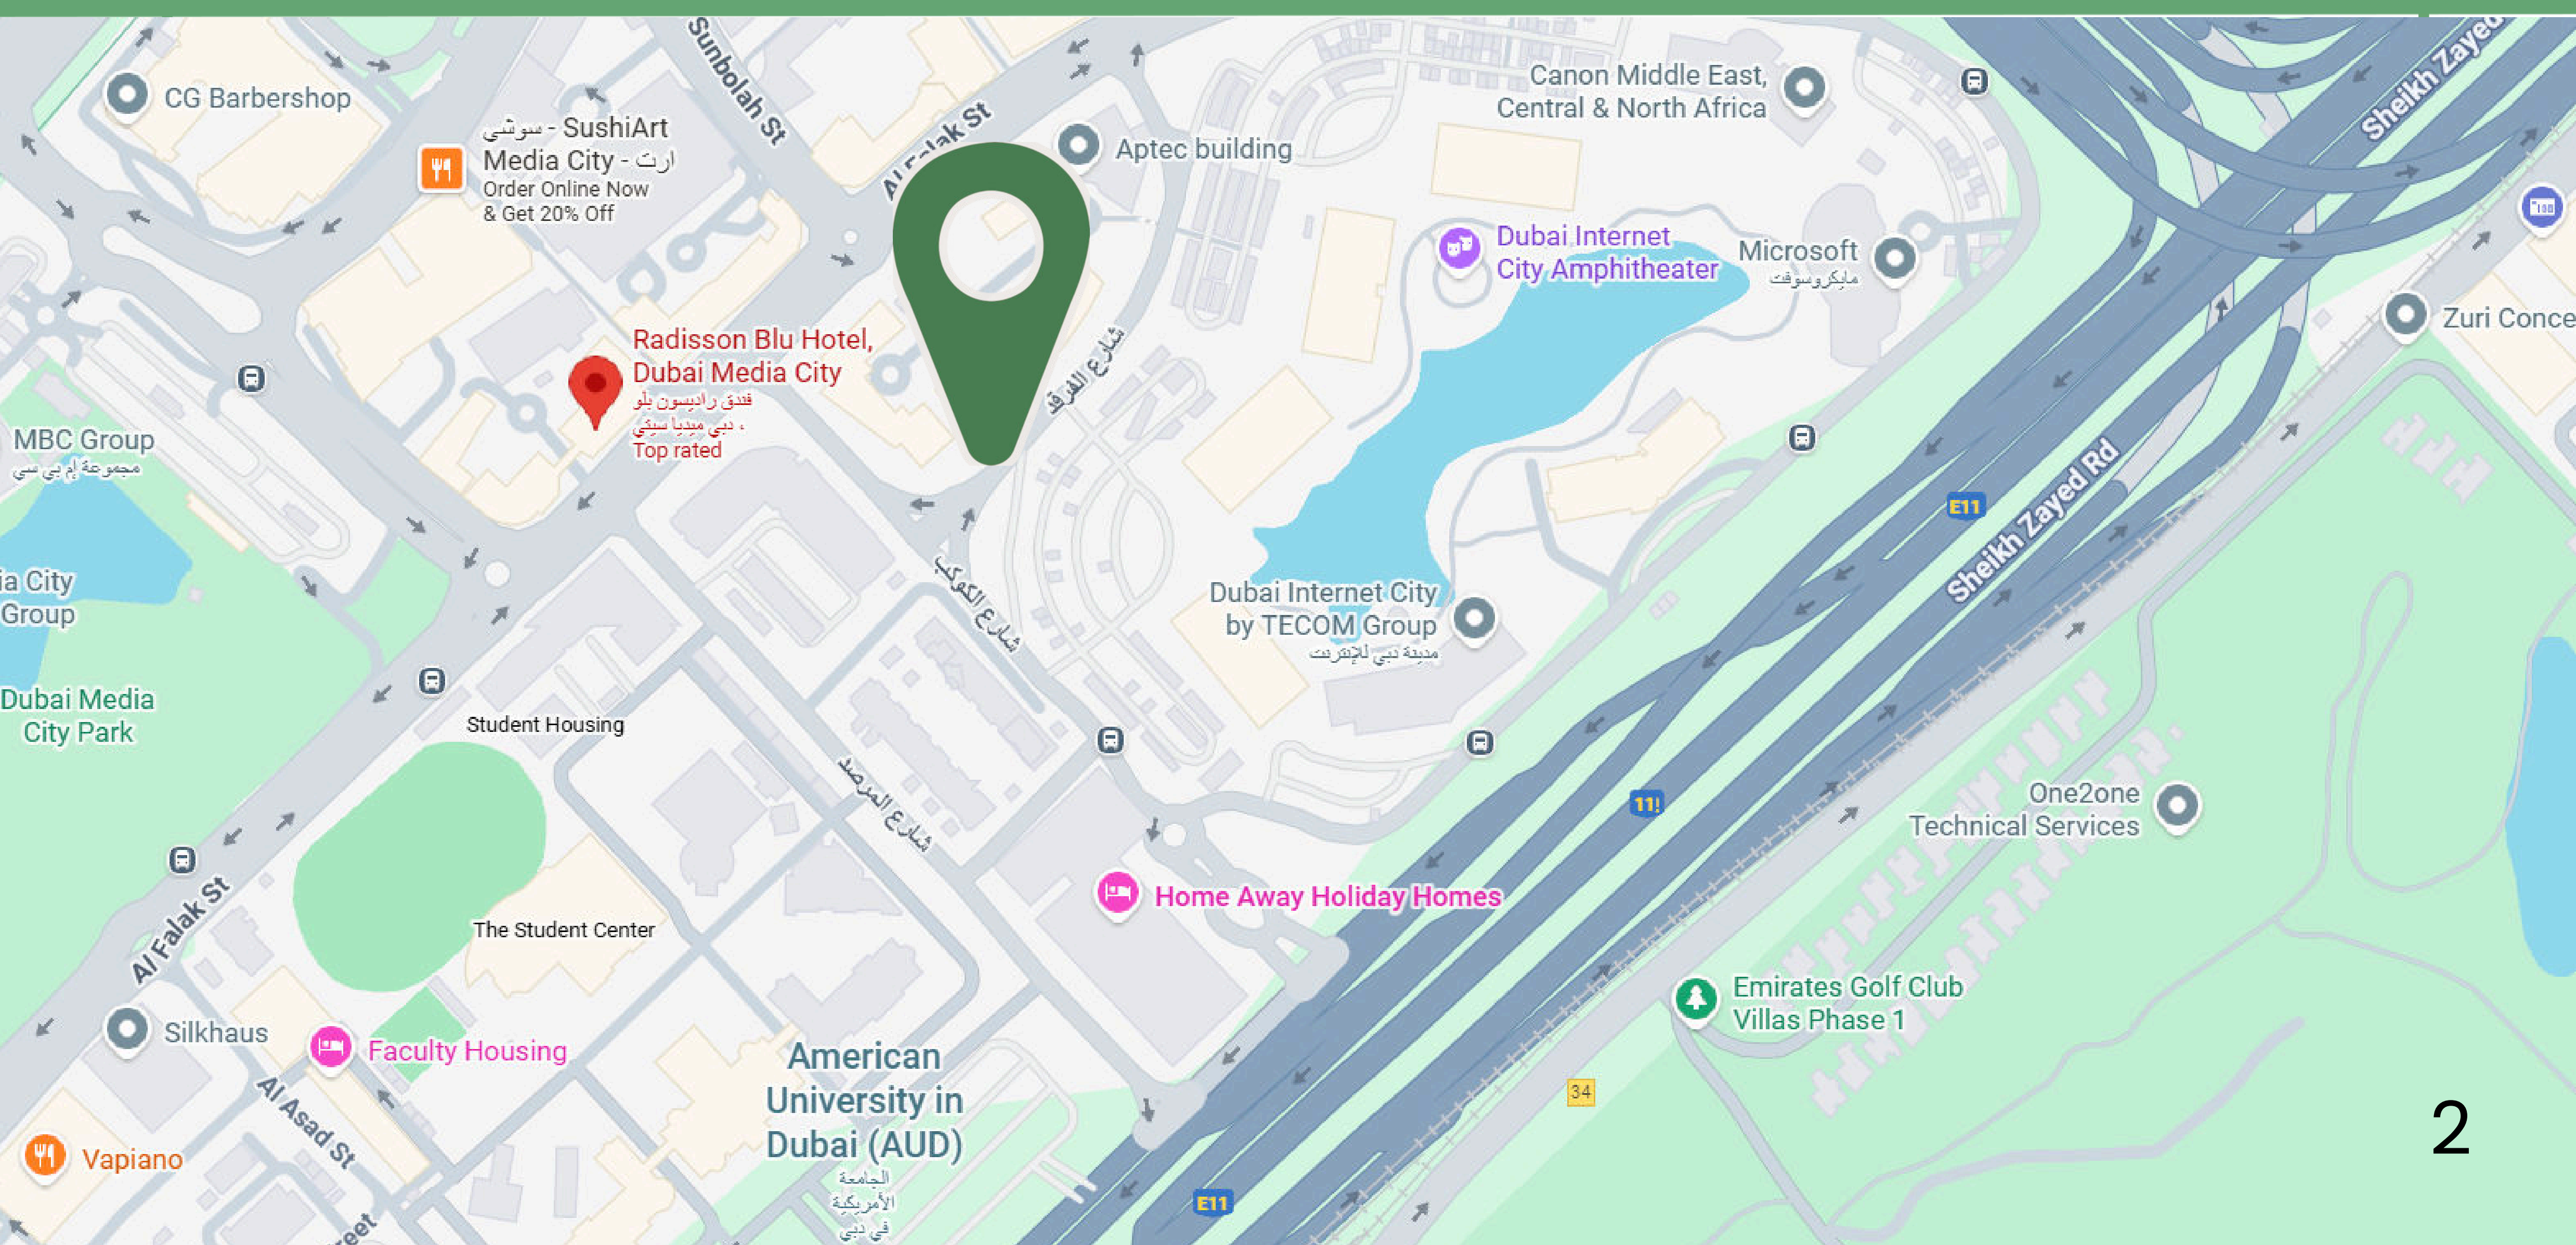 Sunbolah St
Sheikh Zayed
CG Barbershop
سوشي - SushiArt
Media City - ارت
Order Online Now
& Get 20% Off
Al Falak St
Aptec building
Canon Middle East,
Central & North Africa
Dubai Internet
City Amphitheater
Microsoft
مايكروسوفت
Zuri Conce
Radisson Blu Hotel,
Dubai Media City
فندق راديسون بلو
، دبي ميديا سيتي
Top rated
شارع الفرقد
MBC Group
مجموعة إم بي سي
E11
Sheikh Zayed Rd
ia City
Group
شارع الكوكب
Dubai Internet City
by TECOM Group
مدينة دبي للإنترنت
Dubai Media
City Park
Student Housing
شارع المرصد
11!
One2one
Technical Services
Al Falak St
The Student Center
Home Away Holiday Homes
Emirates Golf Club
Villas Phase 1
Silkhaus
Faculty Housing
American
University in
Dubai (AUD)
الجامعة
الأمريكية
في دبي
34
Al Asad St
Vapiano
E11
reet
2